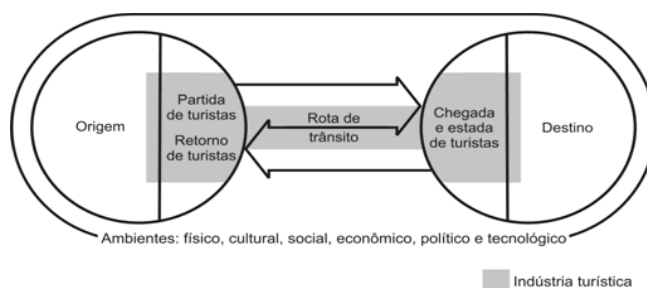 Origem
Partida
de turistas
Retorno
de turistas
Rota de
trânsito
Chegada
e estada
de turistas
Destino
Ambientes: físico, cultural, social, econômico, político e tecnológico
Indústria turística